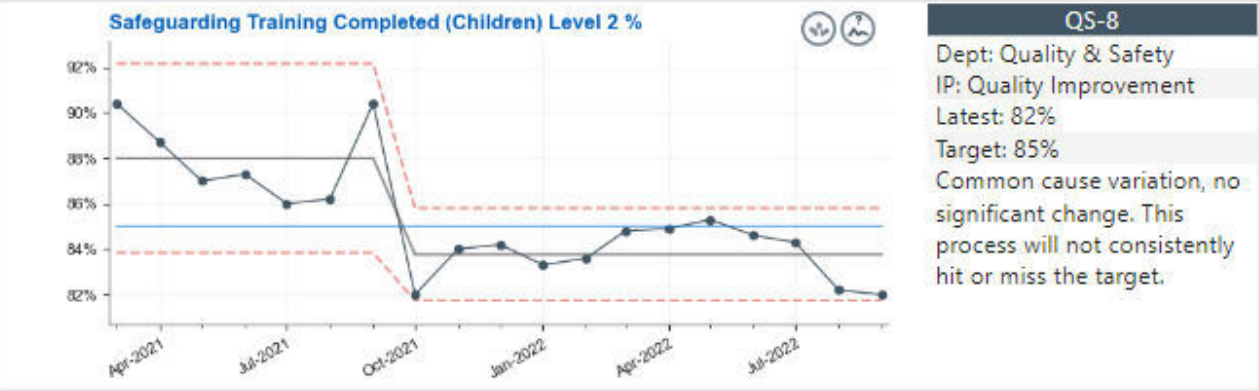 Safeguarding Training Completed (Children) Level 2 %
?
92%
90%
88%
86%
84%
82%
Apr-2021
Jul-2021
Oct-2021
Jan-2022
Apr-2022
Jul-2022
QS-8
Dept: Quality & Safety
IP: Quality Improvement
Latest: 82%
Target: 85%
Common cause variation, no
significant change. This
process will not consistently
hit or miss the target.